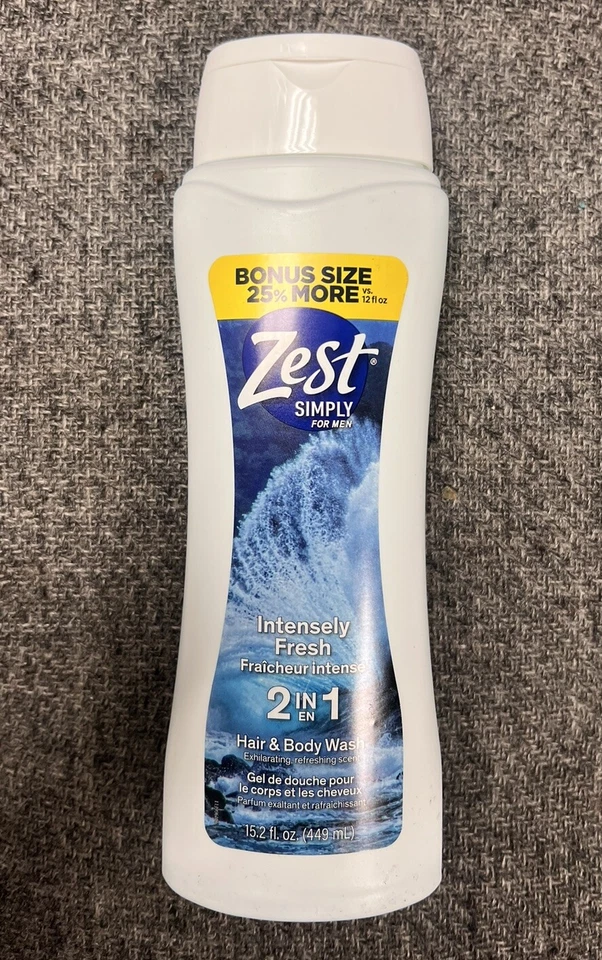 BONUS SIZE
25% MORE vs. 12 fl oz
Zest®
SIMPLY
FOR MEN
Intensely
Fresh
Fraîcheur intense
2 IN EN 1
Hair & Body Wash
Exhilarating, refreshing scent
Gel de douche pour
le corps et les cheveux
Parfum exaltant et rafraîchissant
15.2 fl. oz. (449 mL)